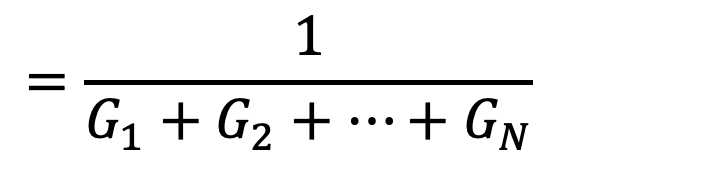 = 1 / (G₁ + G₂ + ⋯ + G_N)